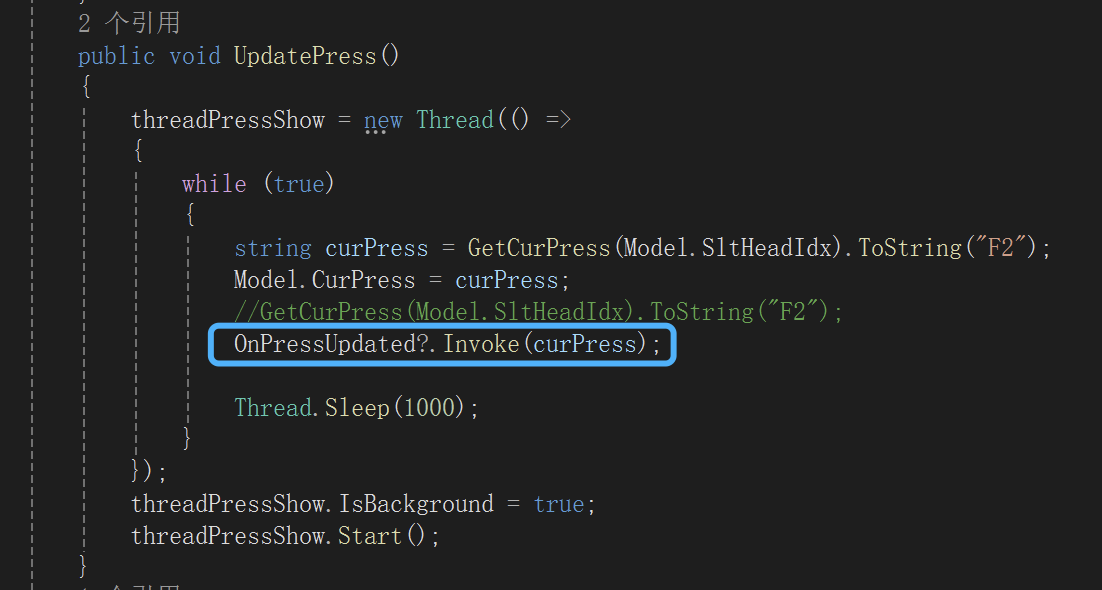 2 个引用
public void UpdatePress()
{
threadPressShow = new Thread(() =>
{
while (true)
{
string curPress = GetCurPress(Model.SltHeadIdx).ToString("F2");
Model.CurPress = curPress;
//GetCurPress(Model.SltHeadIdx).ToString("F2");
OnPressUpdated?.Invoke(curPress);
Thread.Sleep(1000);
}
});
threadPressShow.IsBackground = true;
threadPressShow.Start();
}